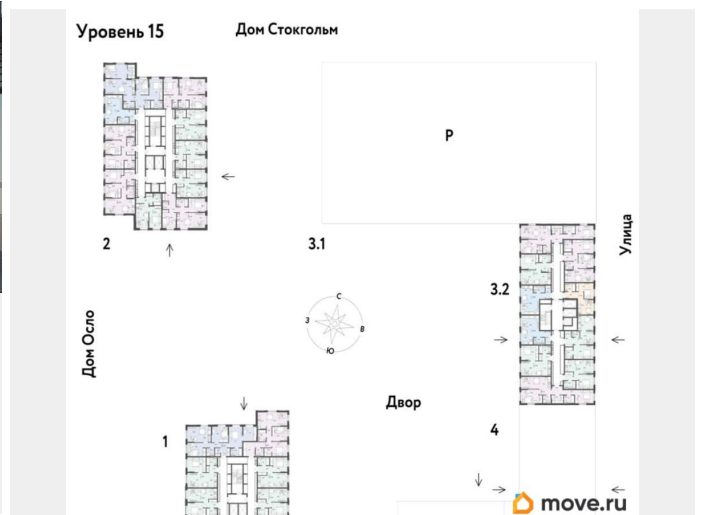 Уровень 15
Дом Стокгольм
Р
Улица
2
3.1
3.2
С
З
В
Ю
Дом Осло
Двор
1
4
move.ru